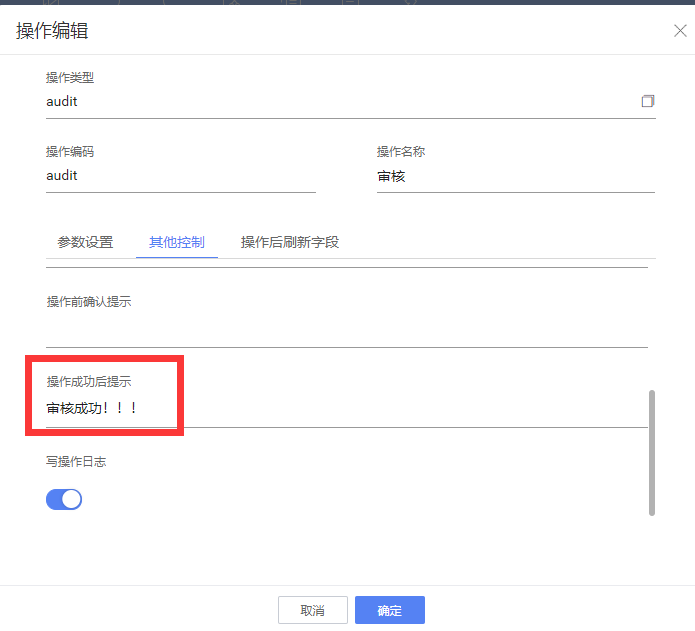 操作编辑
操作类型
audit
操作编码
操作名称
audit
审核
参数设置
其他控制
操作后刷新字段
操作前确认提示
操作成功后提示
审核成功！！！
写操作日志
取消
确定